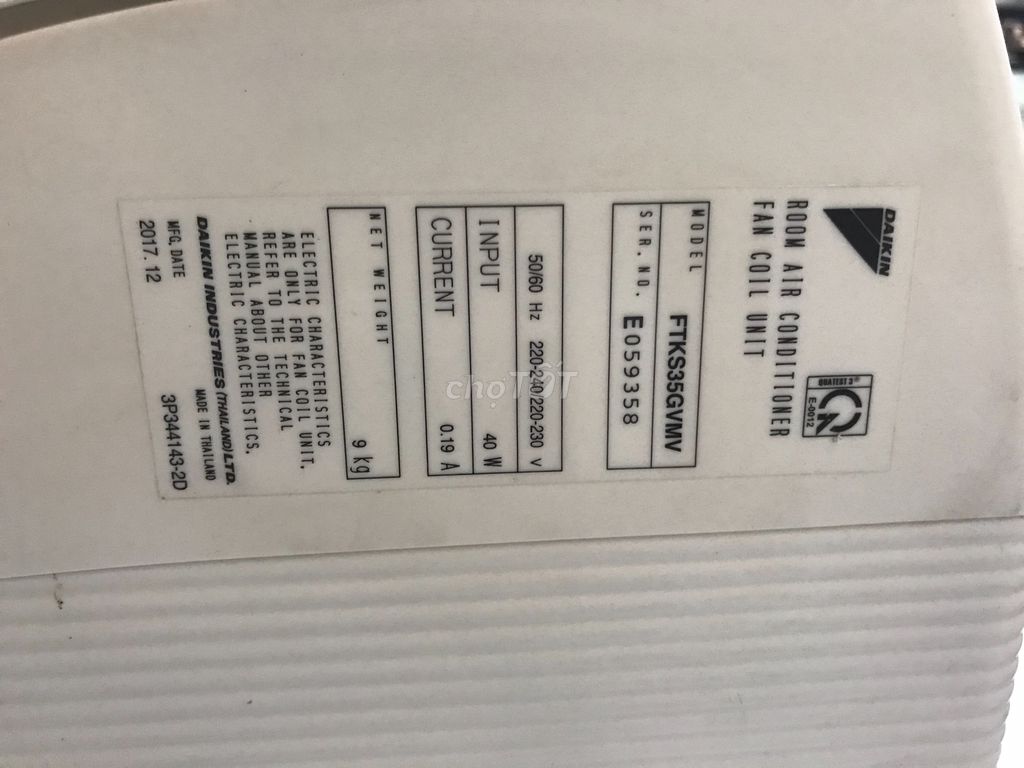 DAIKIN
ROOM AIR CONDITIONER
FAN COIL UNIT
QUATEST 3
E-0012
MODEL FTKS35GVMV
SER. NO. E059358
50/60 Hz 220-240/220-230 V
INPUT 40 W
CURRENT 0.19 A
NET WEIGHT 9 kg
ELECTRIC CHARACTERISTICS
ARE ONLY FOR FAN COIL UNIT.
REFER TO THE TECHNICAL
MANUAL ABOUT OTHER
ELECTRIC CHARACTERISTICS.
DAIKIN INDUSTRIES (THAILAND) LTD.
MADE IN THAILAND
MFG. DATE
2017. 12
3P344143-2D
chợTỐT